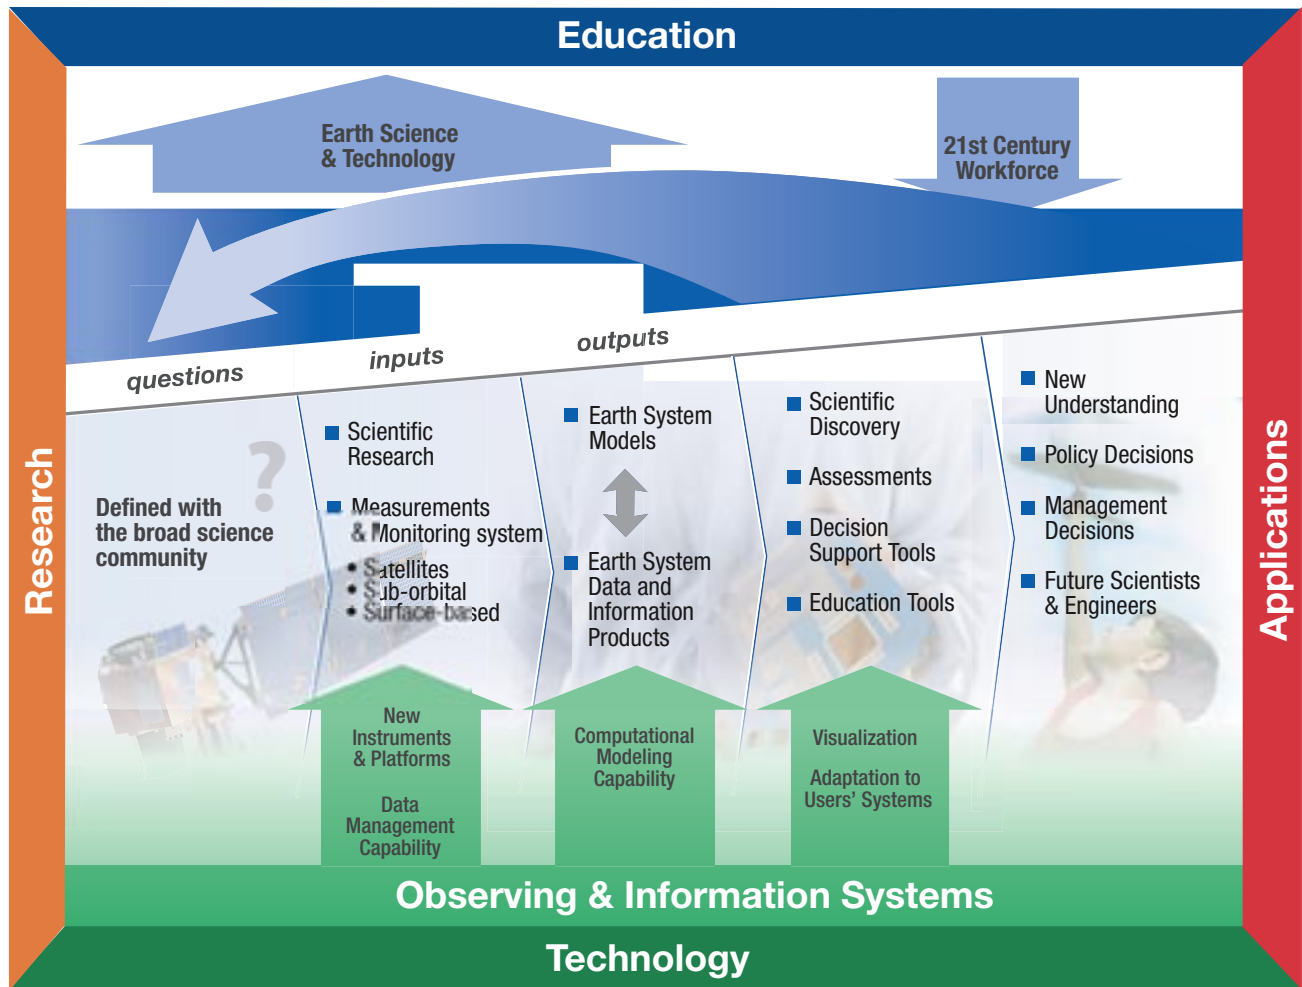 Education
Earth Science
& Technology
21st Century
Workforce
questions
inputs
outputs
Research
Applications
?
Defined with
the broad science
community
Scientific
Research
Measurements
& Monitoring system
• Satellites
• Sub-orbital
• Surface-based
Earth System
Models
Earth System
Data and
Information
Products
Scientific
Discovery
Assessments
Decision
Support Tools
Education Tools
New
Understanding
Policy Decisions
Management
Decisions
Future Scientists
& Engineers
New
Instruments
& Platforms
Data
Management
Capability
Computational
Modeling
Capability
Visualization
Adaptation to
Users’ Systems
Observing & Information Systems
Technology